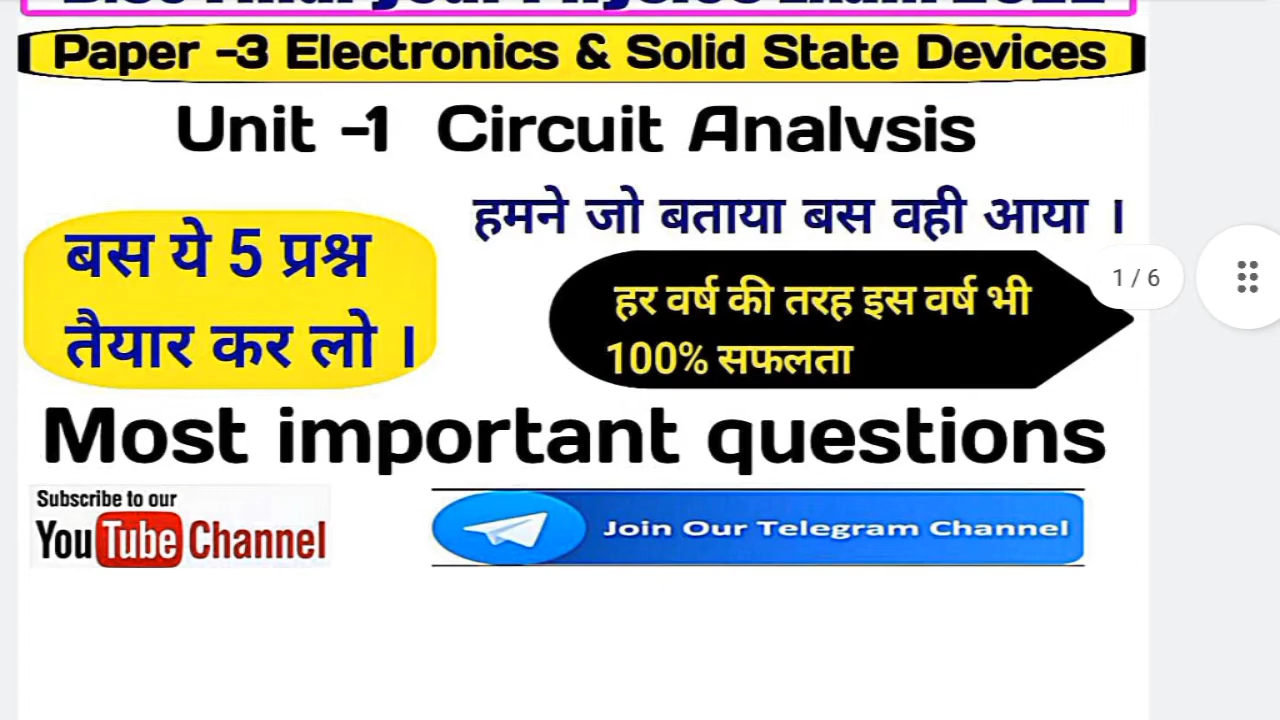 Paper -3 Electronics & Solid State Devices
Unit -1 Circuit Analysis
हमने जो बताया बस वही आया ।
बस ये 5 प्रश्न
तैयार कर लो ।
हर वर्ष की तरह इस वर्ष भी
100% सफलता
1 / 6
Most important questions
Subscribe to our
YouTube Channel
Join Our Telegram Channel